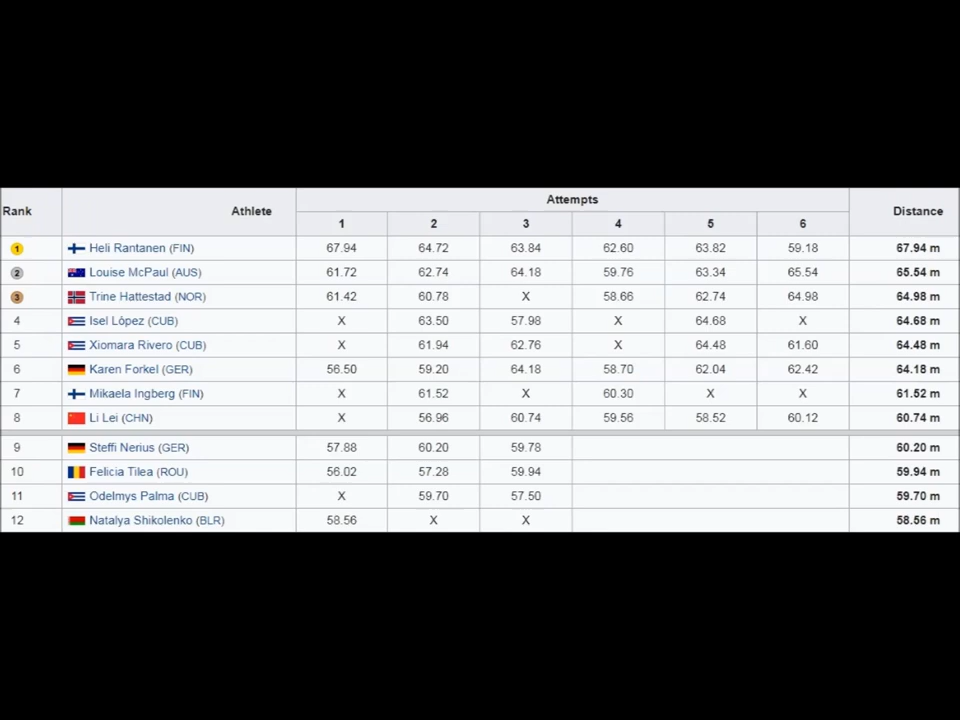 Rank Athlete Attempts Distance
1 2 3 4 5 6
1 Heli Rantanen (FIN) 67.94 64.72 63.84 62.60 63.82 59.18 67.94 m
2 Louise McPaul (AUS) 61.72 62.74 64.18 59.76 63.34 65.54 65.54 m
3 Trine Hattestad (NOR) 61.42 60.78 X 58.66 62.74 64.98 64.98 m
4 Isel López (CUB) X 63.50 57.98 X 64.68 X 64.68 m
5 Xiomara Rivero (CUB) X 61.94 62.76 X 64.48 61.60 64.48 m
6 Karen Forkel (GER) 56.50 59.20 64.18 58.70 62.04 62.42 64.18 m
7 Mikaela Ingberg (FIN) X 61.52 X 60.30 X X 61.52 m
8 Li Lei (CHN) X 56.96 60.74 59.56 58.52 60.12 60.74 m
9 Steffi Nerius (GER) 57.88 60.20 59.78 60.20 m
10 Felicia Tilea (ROU) 56.02 57.28 59.94 59.94 m
11 Odelmys Palma (CUB) X 59.70 57.50 59.70 m
12 Natalya Shikolenko (BLR) 58.56 X X 58.56 m